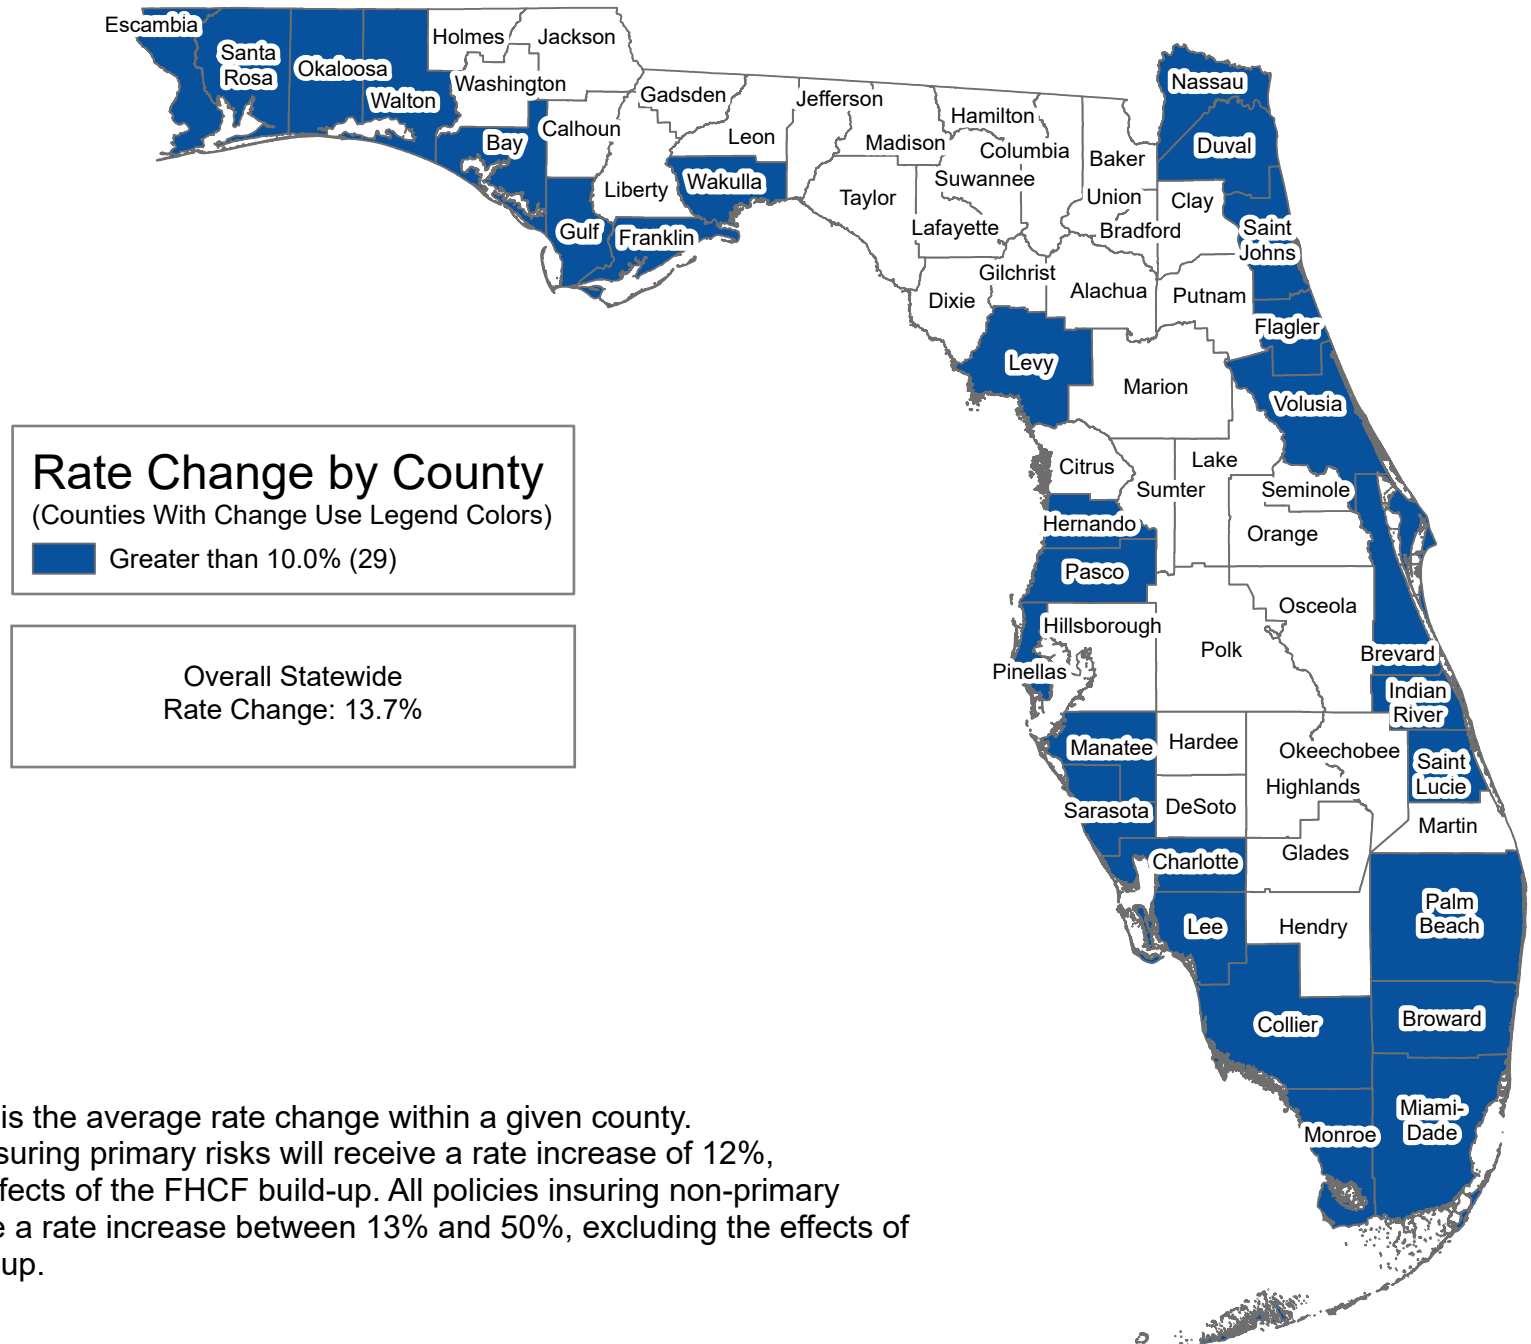 Escambia
Santa
Rosa
Okaloosa
Walton
Holmes
Jackson
Washington
Bay
Calhoun
Gadsden
Liberty
Gulf
Franklin
Leon
Wakulla
Jefferson
Madison
Taylor
Hamilton
Columbia
Suwannee
Lafayette
Baker
Union
Bradford
Nassau
Duval
Clay
Saint
Johns
Gilchrist
Dixie
Alachua
Putnam
Flagler
Levy
Marion
Volusia
Citrus
Lake
Sumter
Seminole
Orange
Hernando
Pasco
Osceola
Hillsborough
Polk
Pinellas
Brevard
Indian
River
Manatee
Hardee
Okeechobee
Highlands
Saint
Lucie
Sarasota
DeSoto
Martin
Charlotte
Glades
Lee
Hendry
Palm
Beach
Collier
Broward
Monroe
Miami-
Dade
Rate Change by County
(Counties With Change Use Legend Colors)
Greater than 10.0% (29)
Overall Statewide
Rate Change: 13.7%
is the average rate change within a given county.
suring primary risks will receive a rate increase of 12%,
fects of the FHCF build-up. All policies insuring non-primary
e a rate increase between 13% and 50%, excluding the effects of
up.